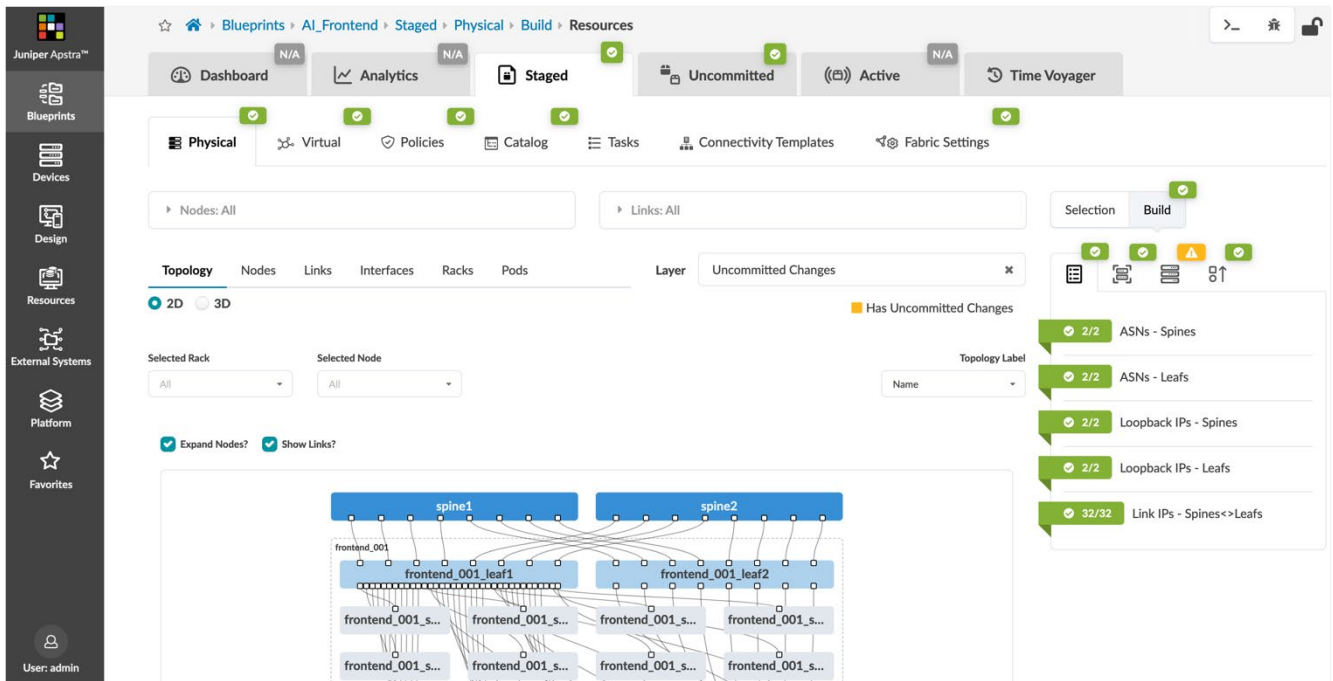 Juniper Apstra™
Blueprints
Devices
Design
Resources
External Systems
Platform
Favorites
User: admin
Blueprints AI_Frontend Staged Physical Build Resources
>_
N/A N/A N/A
Dashboard Analytics Staged Uncommitted Active Time Voyager
Physical Virtual Policies Catalog Tasks Connectivity Templates Fabric Settings
Nodes: All Links: All
Selection Build
Topology Nodes Links Interfaces Racks Pods
Layer Uncommitted Changes
2D 3D
Has Uncommitted Changes
Selected Rack Selected Node Topology Label
All All Name
Expand Nodes? Show Links?
spine1 spine2
frontend_001
frontend_001_leaf1 frontend_001_leaf2
frontend_001_s... frontend_001_s... frontend_001_s... frontend_001_s...
frontend_001_s... frontend_001_s... frontend_001_s... frontend_001_s...
2/2 ASNs - Spines
2/2 ASNs - Leafs
2/2 Loopback IPs - Spines
2/2 Loopback IPs - Leafs
32/32 Link IPs - Spines<>Leafs